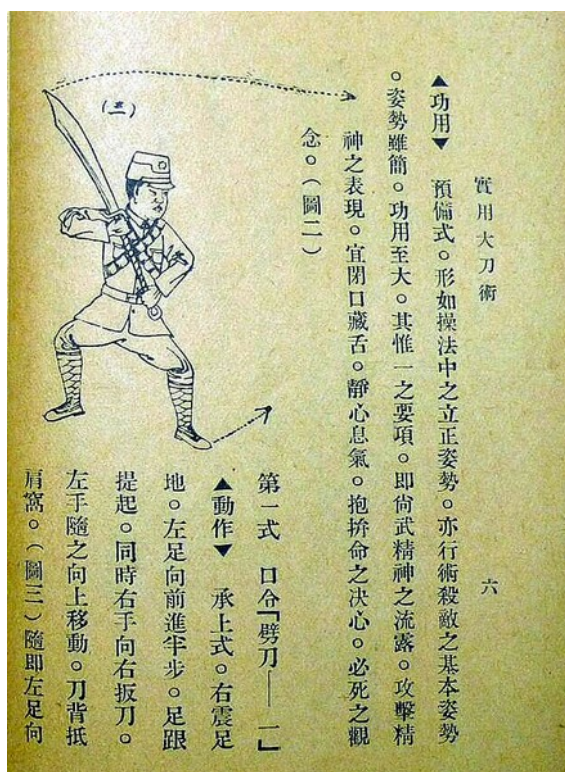 實用大刀術
六
▲功用▼　預備式。形如操法中之立正姿勢。亦行術殺敵之基本姿勢
。姿勢雖簡。功用至大。其惟一之要項。即尙武精神之流露。攻擊精
神之表現。宜閉口藏舌。靜心息氣。抱拚命之决心。必死之觀
念。（圖二）
（三）
第一式　口令「劈刀——一」
▲動作▼　承上式。右震足
地。左足向前進半步。足跟
提起。同時右手向右扳刀。
左手隨之向上移動。刀背抵
肩窩。（圖三）隨即左足向